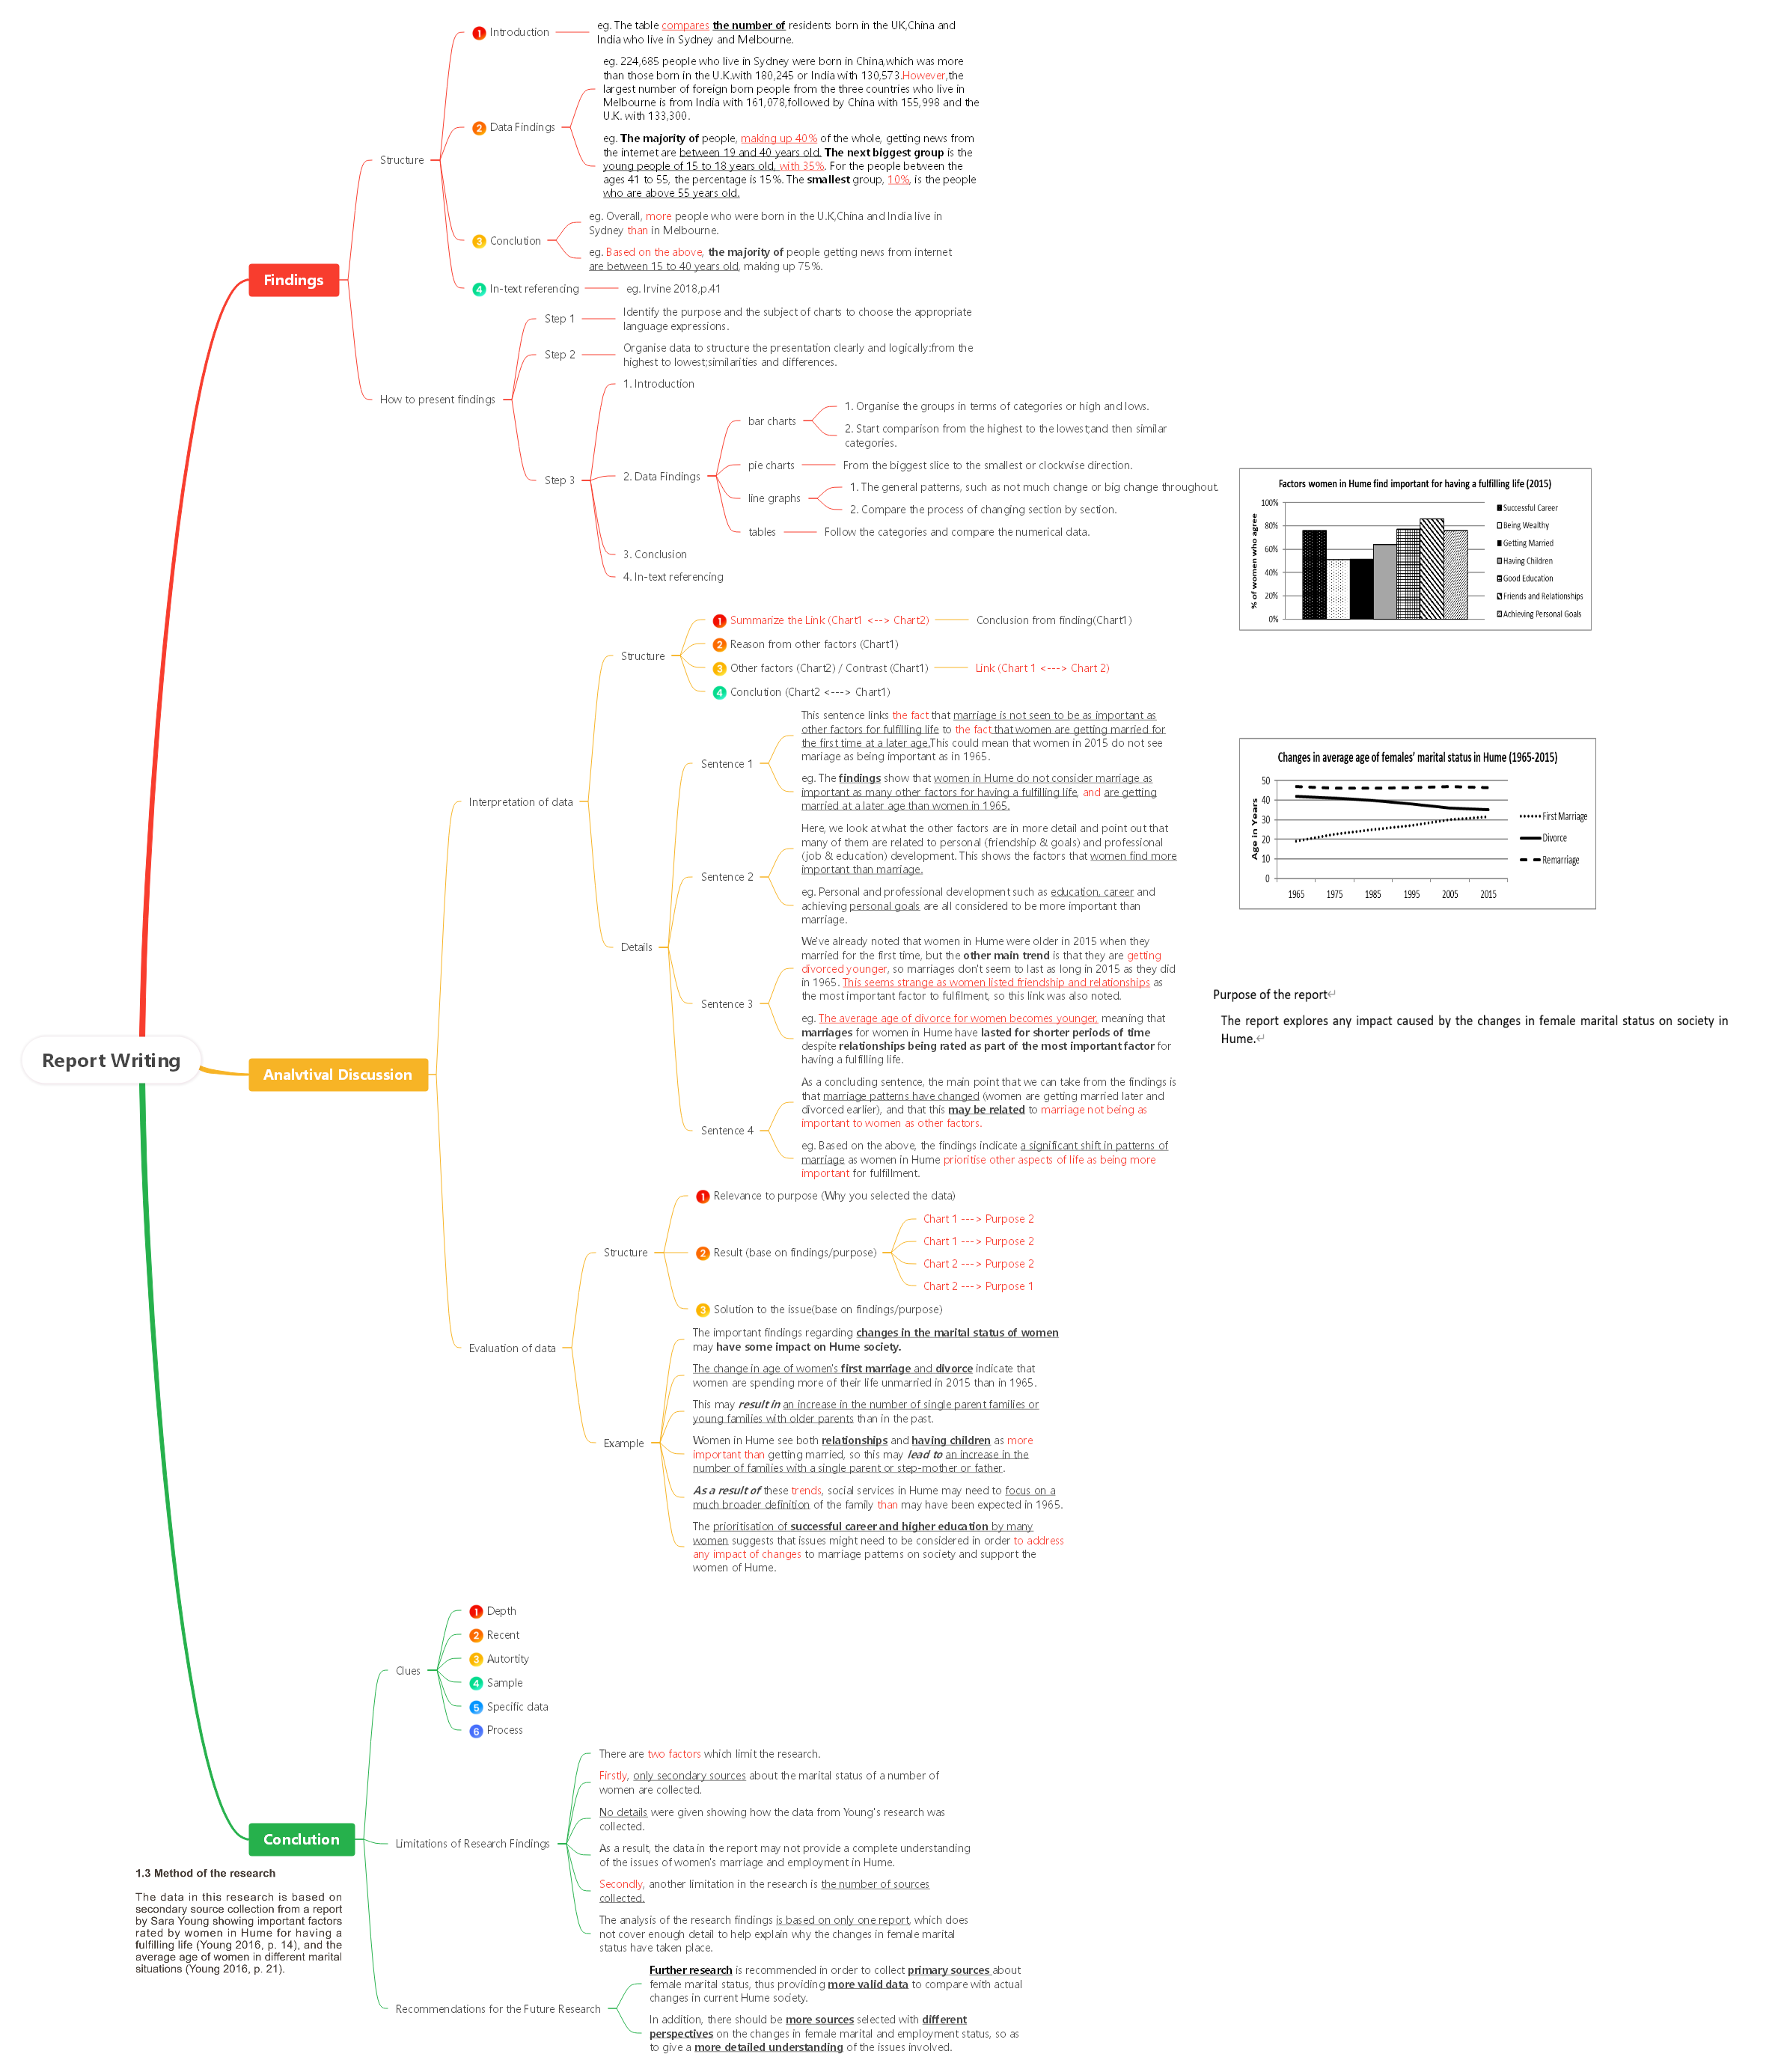 Report Writing
Findings
Structure
1 Introduction
eg. The table compares the number of residents born in the UK,China and
India who live in Sydney and Melbourne.
2 Data Findings
eg. 224,685 people who live in Sydney were born in China,which was more
than those born in the U.K.with 180,245 or India with 130,573.However,the
largest number of foreign born people from the three countries who live in
Melbourne is from India with 161,078,followed by China with 155,998 and the
U.K. with 133,300.
eg. The majority of people, making up 40% of the whole, getting news from
the internet are between 19 and 40 years old. The next biggest group is the
young people of 15 to 18 years old, with 35%. For the people between the
ages 41 to 55, the percentage is 15%. The smallest group, 10%, is the people
who are above 55 years old.
3 Conclution
eg. Overall, more people who were born in the U.K,China and India live in
Sydney than in Melbourne.
eg. Based on the above, the majority of people getting news from internet
are between 15 to 40 years old, making up 75%.
4 In-text referencing
eg. Irvine 2018,p.41
How to present findings
Step 1
Identify the purpose and the subject of charts to choose the appropriate
language expressions.
Step 2
Organise data to structure the presentation clearly and logically:from the
highest to lowest;similarities and differences.
Step 3
1. Introduction
2. Data Findings
bar charts
1. Organise the groups in terms of categories or high and lows.
2. Start comparison from the highest to the lowest;and then similar
categories.
pie charts
From the biggest slice to the smallest or clockwise direction.
line graphs
1. The general patterns, such as not much change or big change throughout.
2. Compare the process of changing section by section.
tables
Follow the categories and compare the numerical data.
3. Conclusion
4. In-text referencing
Factors women in Hume find important for having a fulfilling life (2015)
% of women who agree
100%
80%
60%
40%
20%
0%
Successful Career
Being Wealthy
Getting Married
Having Children
Good Education
Friends and Relationships
Achieving Personal Goals
Analvtival Discussion
Interpretation of data
Structure
1 Summarize the Link (Chart1 <--> Chart2)
Conclusion from finding(Chart1)
2 Reason from other factors (Chart1)
3 Other factors (Chart2) / Contrast (Chart1)
Link (Chart 1 <---> Chart 2)
4 Conclution (Chart2 <---> Chart1)
Details
Sentence 1
This sentence links the fact that marriage is not seen to be as important as
other factors for fulfilling life to the fact that women are getting married for
the first time at a later age.This could mean that women in 2015 do not see
mariage as being important as in 1965.
eg. The findings show that women in Hume do not consider marriage as
important as many other factors for having a fulfilling life, and are getting
married at a later age than women in 1965.
Sentence 2
Here, we look at what the other factors are in more detail and point out that
many of them are related to personal (friendship & goals) and professional
(job & education) development. This shows the factors that women find more
important than marriage.
eg. Personal and professional development such as education, career and
achieving personal goals are all considered to be more important than
marriage.
Sentence 3
We've already noted that women in Hume were older in 2015 when they
married for the first time, but the other main trend is that they are getting
divorced younger, so marriages don't seem to last as long in 2015 as they did
in 1965. This seems strange as women listed friendship and relationships as
the most important factor to fulfilment, so this link was also noted.
eg. The average age of divorce for women becomes younger, meaning that
marriages for women in Hume have lasted for shorter periods of time
despite relationships being rated as part of the most important factor for
having a fulfilling life.
Sentence 4
As a concluding sentence, the main point that we can take from the findings is
that marriage patterns have changed (women are getting married later and
divorced earlier), and that this may be related to marriage not being as
important to women as other factors.
eg. Based on the above, the findings indicate a significant shift in patterns of
marriage as women in Hume prioritise other aspects of life as being more
important for fulfillment.
Changes in average age of females' marital status in Hume (1965-2015)
Age in Years
50
40
30
20
10
0
1965 1975 1985 1995 2005 2015
First Marriage
Divorce
Remarriage
Purpose of the report
The report explores any impact caused by the changes in female marital status on society in
Hume.
Evaluation of data
Structure
1 Relevance to purpose (Why you selected the data)
2 Result (base on findings/purpose)
Chart 1 ---> Purpose 2
Chart 1 ---> Purpose 2
Chart 2 ---> Purpose 2
Chart 2 ---> Purpose 1
3 Solution to the issue(base on findings/purpose)
Example
The important findings regarding changes in the marital status of women
may have some impact on Hume society.
The change in age of women's first marriage and divorce indicate that
women are spending more of their life unmarried in 2015 than in 1965.
This may result in an increase in the number of single parent families or
young families with older parents than in the past.
Women in Hume see both relationships and having children as more
important than getting married, so this may lead to an increase in the
number of families with a single parent or step-mother or father.
As a result of these trends, social services in Hume may need to focus on a
much broader definition of the family than may have been expected in 1965.
The prioritisation of successful career and higher education by many
women suggests that issues might need to be considered in order to address
any impact of changes to marriage patterns on society and support the
women of Hume.
Conclution
Clues
1 Depth
2 Recent
3 Autortity
4 Sample
5 Specific data
6 Process
Limitations of Research Findings
There are two factors which limit the research.
Firstly, only secondary sources about the marital status of a number of
women are collected.
No details were given showing how the data from Young's research was
collected.
As a result, the data in the report may not provide a complete understanding
of the issues of women's marriage and employment in Hume.
Secondly, another limitation in the research is the number of sources
collected.
The analysis of the research findings is based on only one report, which does
not cover enough detail to help explain why the changes in female marital
status have taken place.
Recommendations for the Future Research
Further research is recommended in order to collect primary sources about
female marital status, thus providing more valid data to compare with actual
changes in current Hume society.
In addition, there should be more sources selected with different
perspectives on the changes in female marital and employment status, so as
to give a more detailed understanding of the issues involved.
1.3 Method of the research
The data in this research is based on
secondary source collection from a report
by Sara Young showing important factors
rated by women in Hume for having a
fulfilling life (Young 2016, p. 14), and the
average age of women in different marital
situations (Young 2016, p. 21).